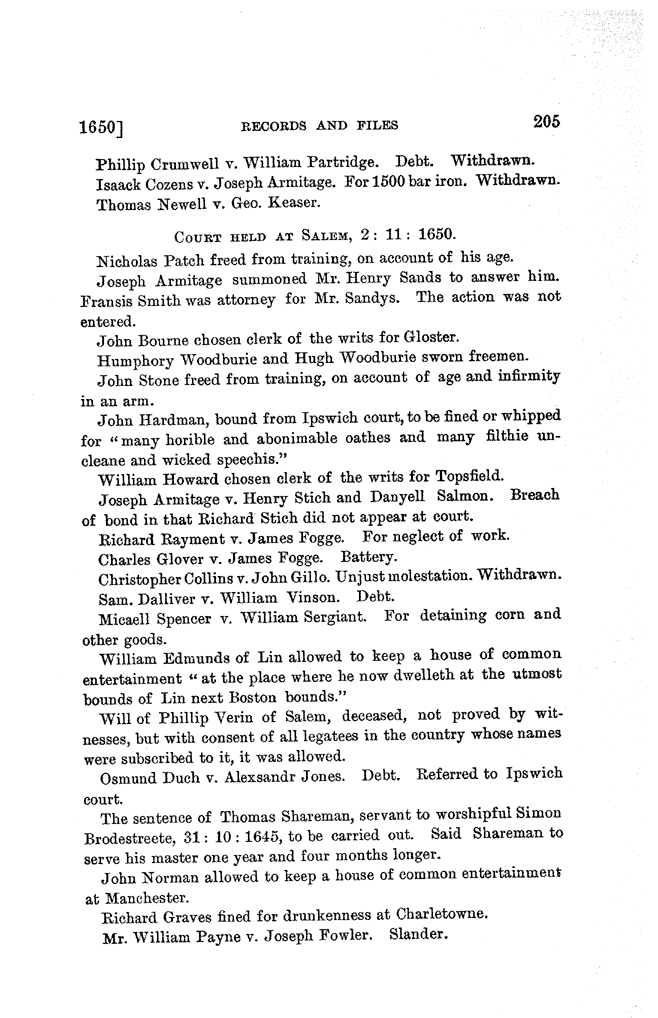 1650] RECORDS AND FILES 205
Phillip Crumwell v. William Partridge. Debt. Withdrawn.
Isaack Cozens v. Joseph Armitage. For 1500 bar iron. Withdrawn.
Thomas Newell v. Geo. Keaser.
COURT HELD AT SALEM, 2 : 11 : 1650.
Nicholas Patch freed from training, on account of his age.
Joseph Armitage summoned Mr. Henry Sands to answer him.
Fransis Smith was attorney for Mr. Sandys. The action was not
entered.
John Bourne chosen clerk of the writs for Gloster.
Humphory Woodburie and Hugh Woodburie sworn freemen.
John Stone freed from training, on account of age and infirmity
in an arm.
John Hardman, bound from Ipswich court, to be fined or whipped
for "many horible and abonimable oathes and many filthie un-
cleane and wicked speechis."
William Howard chosen clerk of the writs for Topsfield.
Joseph Armitage v. Henry Stich and Danyell Salmon. Breach
of bond in that Richard Stich did not appear at court.
Richard Rayment v. James Fogge. For neglect of work.
Charles Glover v. James Fogge. Battery.
Christopher Collins v. John Gillo. Unjust molestation. Withdrawn.
Sam. Dalliver v. William Vinson. Debt.
Micaell Spencer v. William Sergiant. For detaining corn and
other goods.
William Edmunds of Lin allowed to keep a house of common
entertainment "at the place where he now dwelleth at the utmost
bounds of Lin next Boston bounds."
Will of Phillip Verin of Salem, deceased, not proved by wit-
nesses, but with consent of all legatees in the country whose names
were subscribed to it, it was allowed.
Osmund Duch v. Alexsandr Jones. Debt. Referred to Ipswich
court.
The sentence of Thomas Shareman, servant to worshipful Simon
Brodestreete, 31 : 10 : 1645, to be carried out. Said Shareman to
serve his master one year and four months longer.
John Norman allowed to keep a house of common entertainment
at Manchester.
Richard Graves fined for drunkenness at Charletowne.
Mr. William Payne v. Joseph Fowler. Slander.